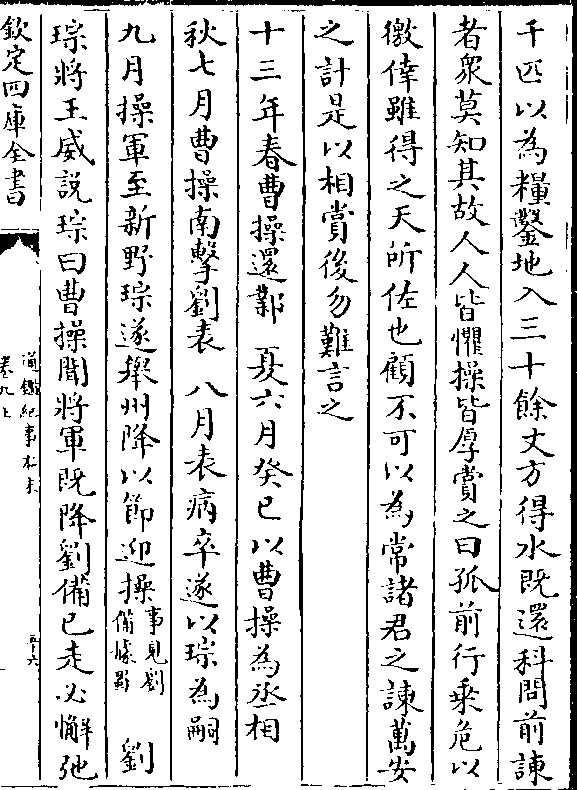 千匹以為糧鑿地入三十餘丈方得水既還科問前諫
者衆莫知其故人人皆懼操皆厚賞之曰孤前行乗危以
徼倖雖得之天所佐也顧不可以為常諸君之諫萬安
之計是以相賞後勿難言之
十三年春曹操還鄴 夏六月癸巳以曹操為丞相
秋七月曹操南擊劉表 八月表病卒遂以琮為嗣
九月操軍至新野琮遂舉州降以節迎操事見劉備據蜀 劉
琮將王威說琮曰曹操聞將軍既降劉備已走必懈弛
欽定四庫全書
通鑑紀事本末
卷九上
五十六